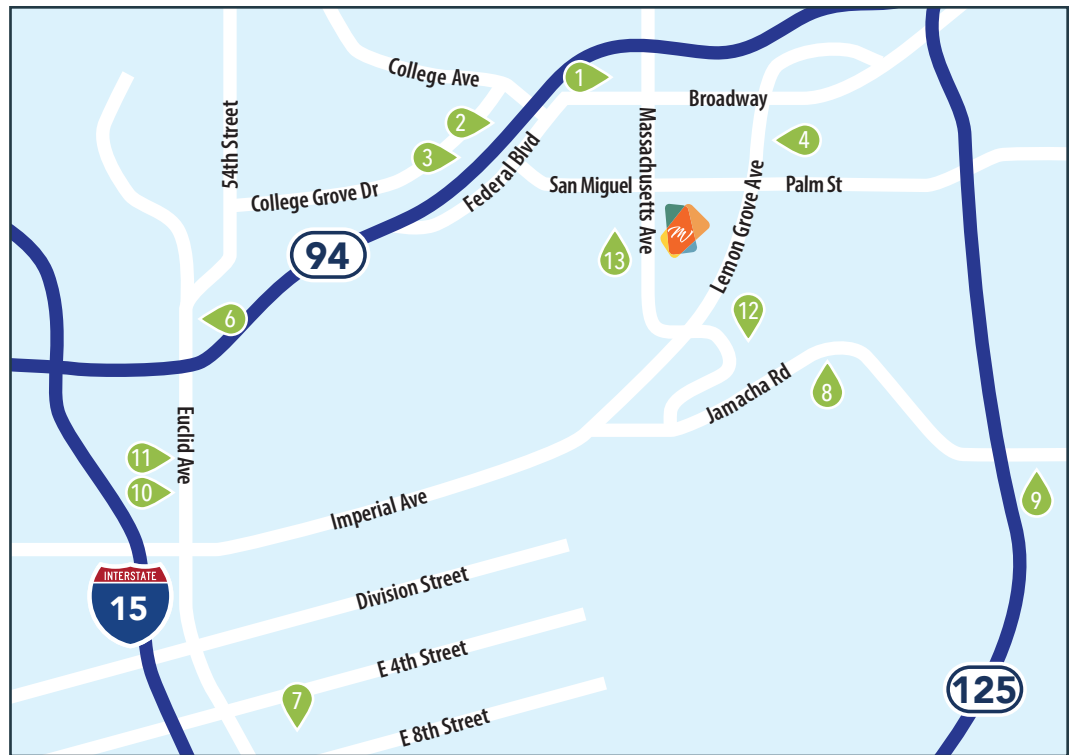 College Ave
1
Broadway
54th Street
2
Massachusetts Ave
3
Federal Blvd
4
College Grove Dr
San Miguel
Palm St
Lemon Grove Ave
94
M
13
6
12
Jamacha Rd
8
Euclid Ave
11
10
9
Imperial Ave
INTERSTATE
15
Division Street
E 4th Street
7
125
E 8th Street